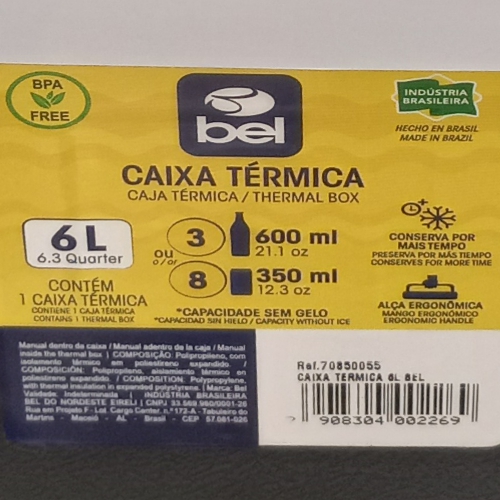 BPA
FREE
bel
INDÚSTRIA
BRASILEIRA
HECHO EN BRASIL
MADE IN BRAZIL
CAIXA TÉRMICA
CAJA TÉRMICA / THERMAL BOX
6 L
6.3 Quarter
CONTÉM
1 CAIXA TÉRMICA
CONTIENE 1 CAJA TÉRMICA
CONTAINS 1 THERMAL BOX
3
600 ml
21.1 oz
ou
o / or
8
350 ml
12.3 oz
*CAPACIDADE SEM GELO
*CAPACIDAD SIN HIELO / CAPACITY WITHOUT ICE
CONSERVA POR
MAIS TEMPO
PRESERVA POR MÁS TIEMPO
CONSERVES FOR MORE TIME
ALÇA ERGONÔMICA
MANGO ERGONÓMICO
ERGONOMIC HANDLE
Manual dentro da caixa / Manual adentro de la caja / Manual
inside the thermal box | COMPOSIÇÃO: Polipropileno, com
isolamento térmico em poliestireno expandido.
COMPOSICIÓN: Polipropileno, aislamiento térmico en
poliestireno expandido. / COMPOSITION: Polypropylene,
with thermal insulation in expanded polystyrene. | Marca: Bel
Validade: Indeterminada | INDÚSTRIA BRASILEIRA
BEL DO NORDESTE EIRELI | CNPJ 33.569.960/0001-26
Rua em Projeto F - Lot. Cargo Center, n.º 172-A - Tabuleiro do
Martins - Maceió - AL - Brasil - CEP 57.081-026
Ref.70850055
CAIXA TERMICA 6L BEL
7 908304 002269